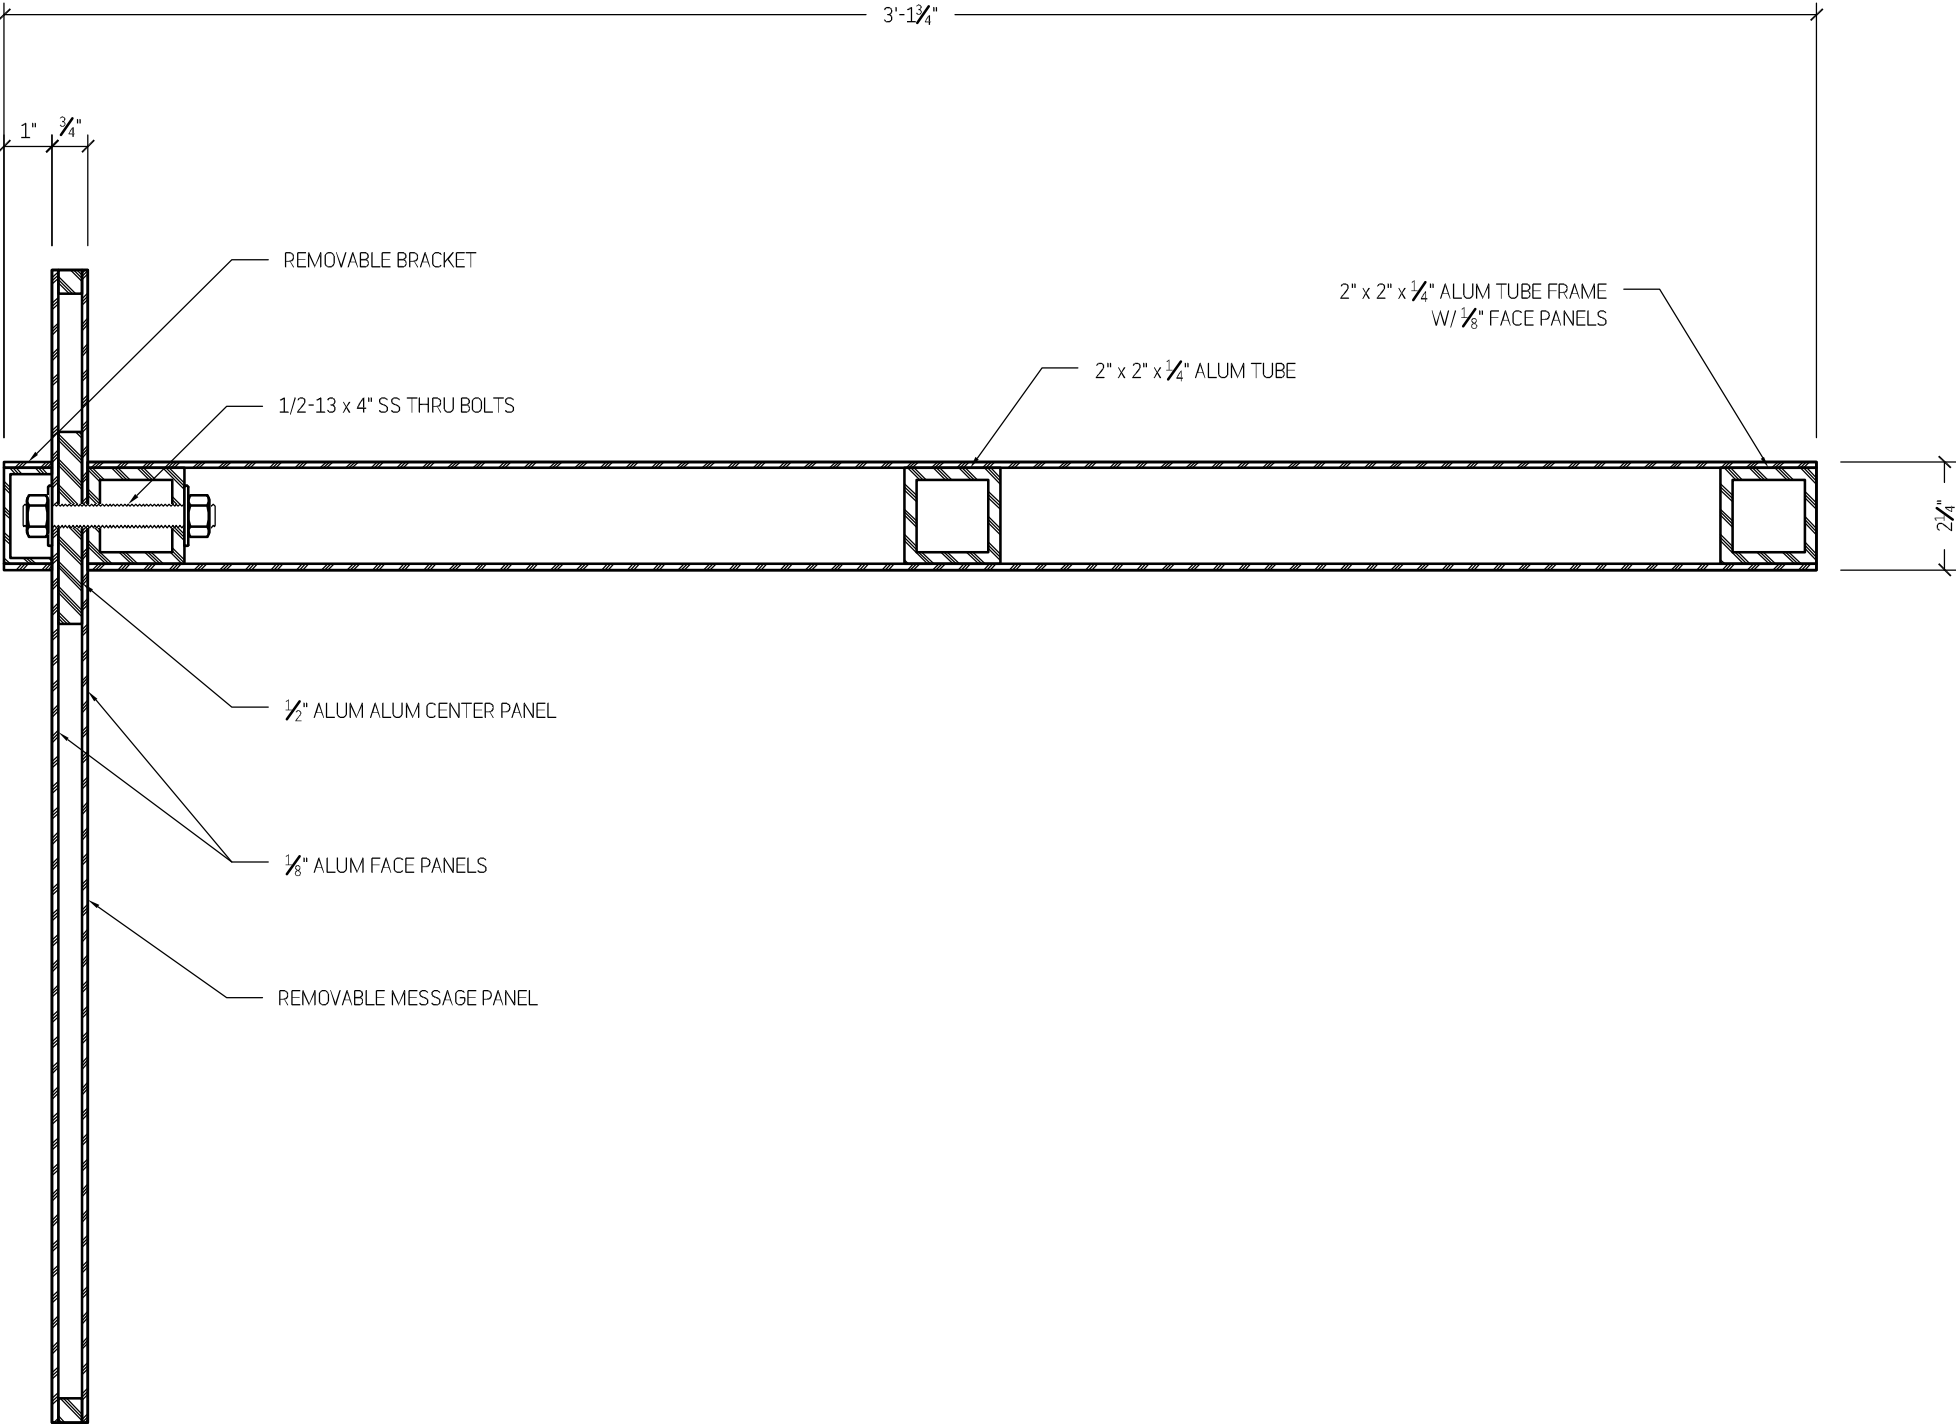 3'-1¾"
1"
¾"
REMOVABLE BRACKET
2" x 2" x ¼" ALUM TUBE FRAME
W/ ⅛" FACE PANELS
2" x 2" x ¼" ALUM TUBE
1/2-13 x 4" SS THRU BOLTS
2¼"
½" ALUM ALUM CENTER PANEL
⅛" ALUM FACE PANELS
REMOVABLE MESSAGE PANEL